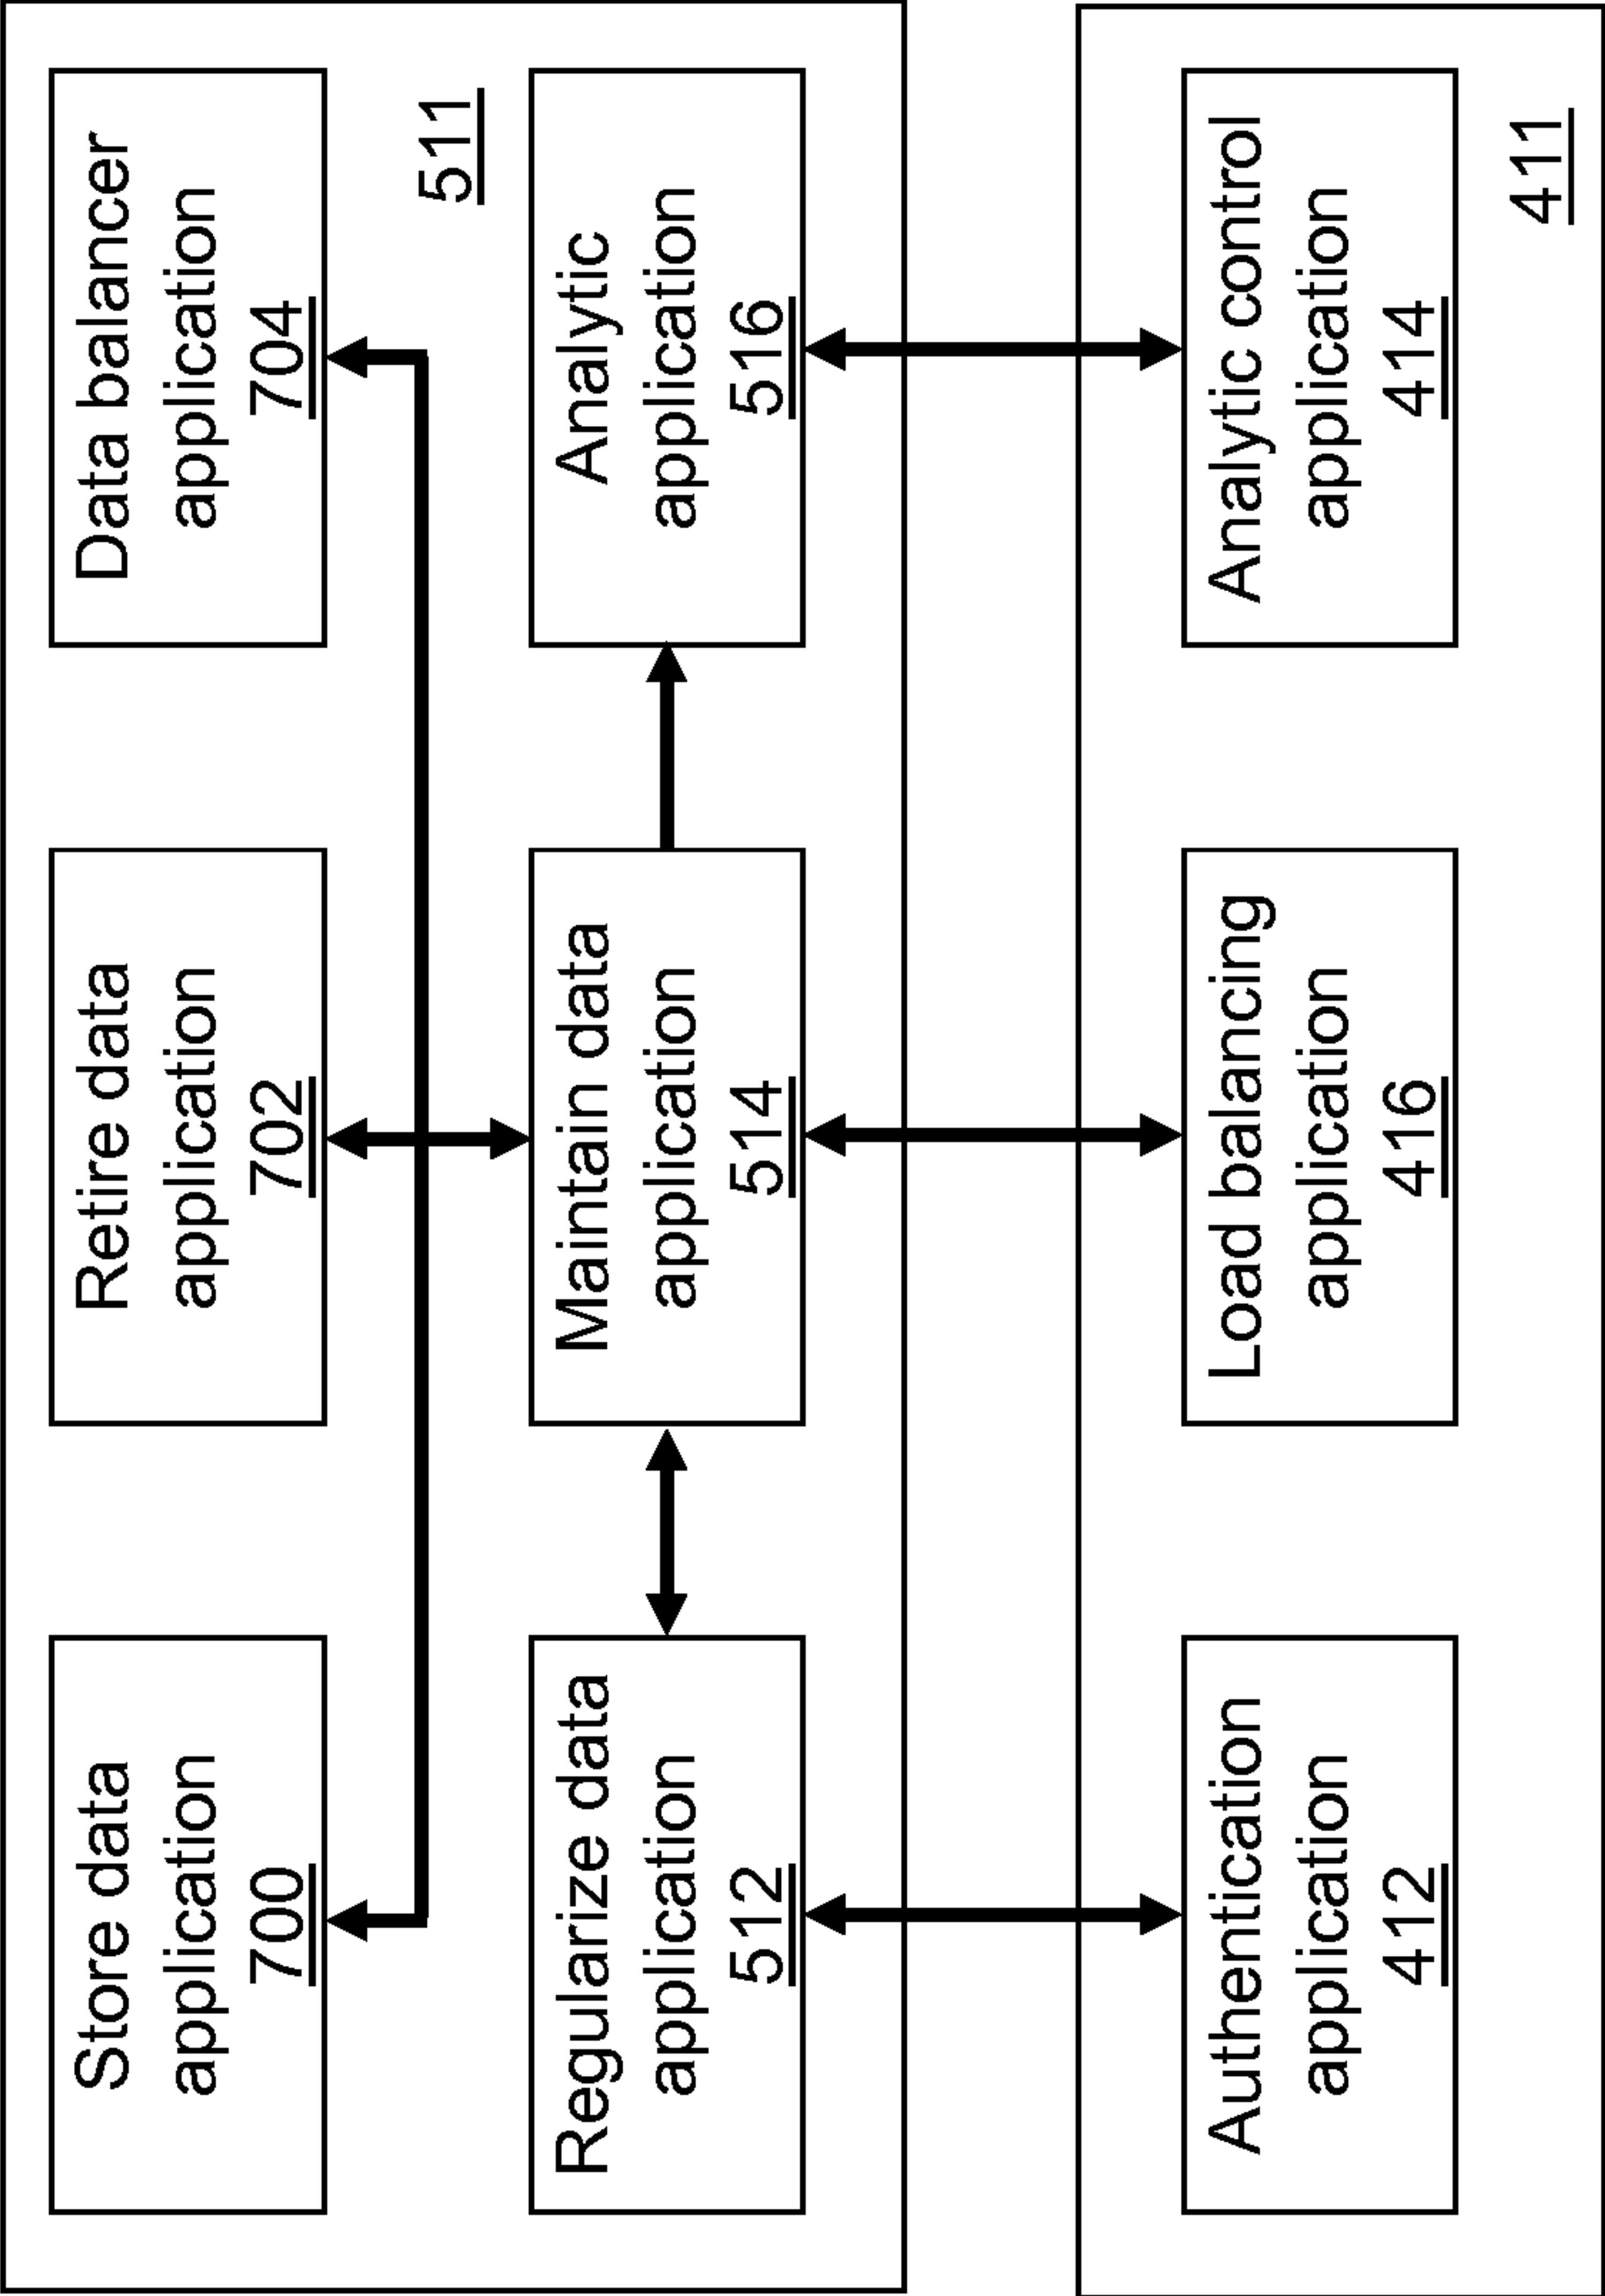 Store data
application
700
Retire data
application
702
Data balancer
application
704
511
Regularize data
application
512
Maintain data
application
514
Analytic
application
516
Authentication
application
412
Load balancing
application
416
Analytic control
application
414
411